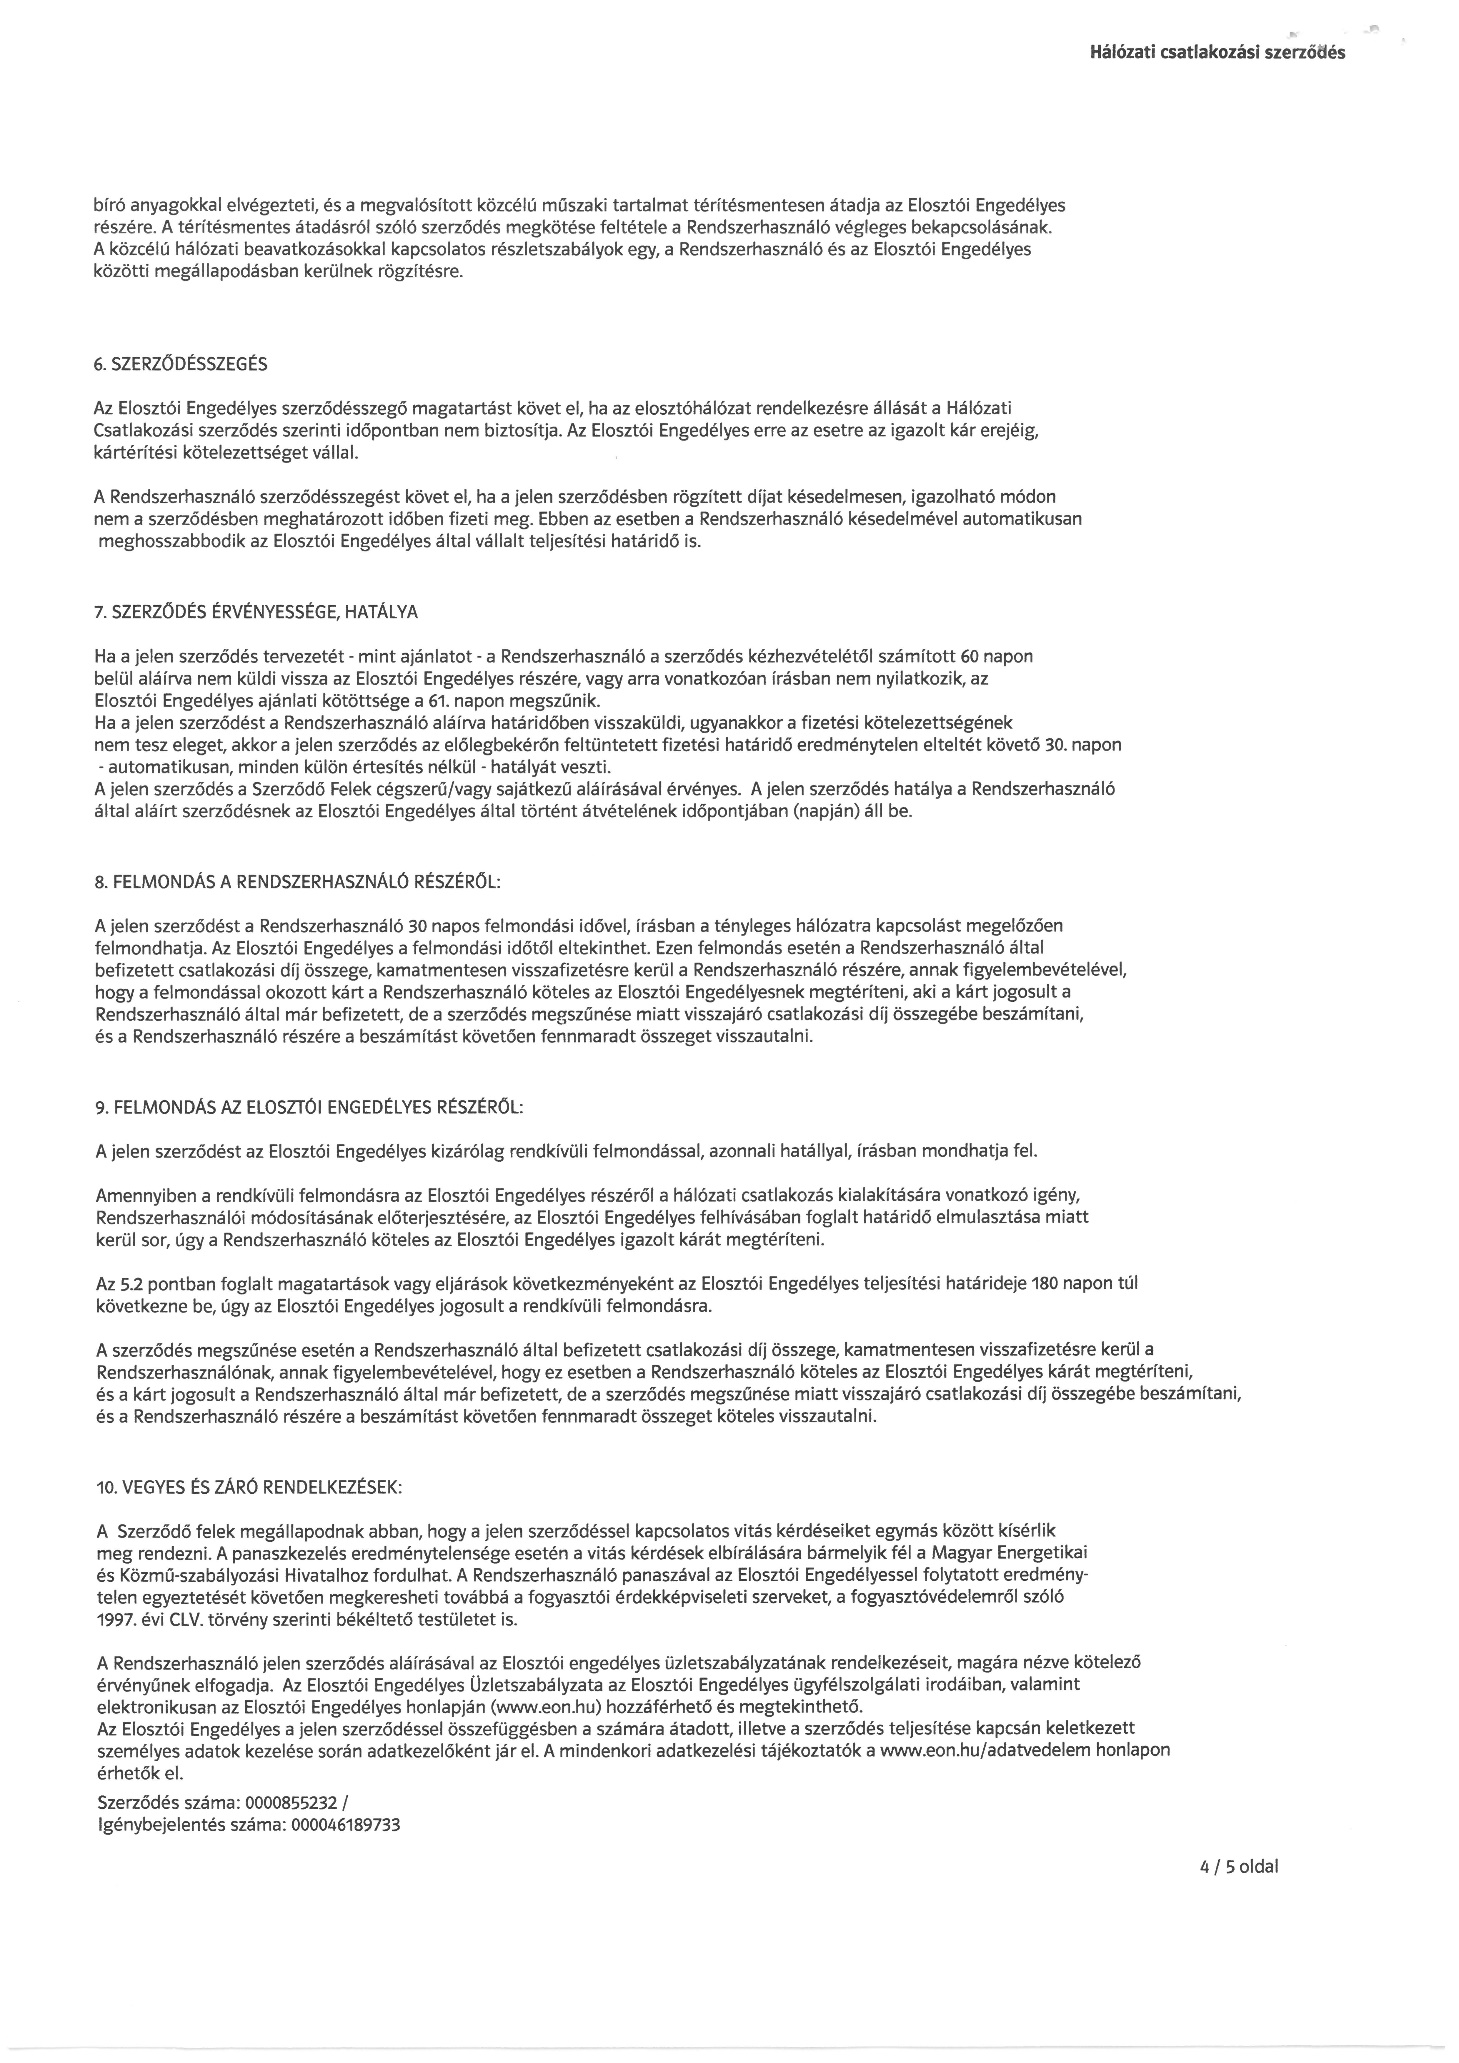 Hálózati csatlakozási szerződés
bíró anyagokkal elvégezteti, és a megvalósított közcélú műszaki tartalmat térítésmentesen átadja az Elosztói Engedélyes
részére. A térítésmentes átadásról szóló szerződés megkötése feltétele a Rendszerhasználó végleges bekapcsolásának.
A közcélú hálózati beavatkozásokkal kapcsolatos részletszabályok egy, a Rendszerhasználó és az Elosztói Engedélyes
közötti megállapodásban kerülnek rögzítésre.
6. SZERZŐDÉSSZEGÉS
Az Elosztói Engedélyes szerződésszegő magatartást követ el, ha az elosztóhálózat rendelkezésre állását a Hálózati
Csatlakozási szerződés szerinti időpontban nem biztosítja. Az Elosztói Engedélyes erre az esetre az igazolt kár erejéig,
kártérítési kötelezettséget vállal.
A Rendszerhasználó szerződésszegést követ el, ha a jelen szerződésben rögzített díjat késedelmesen, igazolható módon
nem a szerződésben meghatározott időben fizeti meg. Ebben az esetben a Rendszerhasználó késedelmével automatikusan
meghosszabbodik az Elosztói Engedélyes által vállalt teljesítési határidő is.
7. SZERZŐDÉS ÉRVÉNYESSÉGE, HATÁLYA
Ha a jelen szerződés tervezetét - mint ajánlatot - a Rendszerhasználó a szerződés kézhezvételétől számított 60 napon
belül aláírva nem küldi vissza az Elosztói Engedélyes részére, vagy arra vonatkozóan írásban nem nyilatkozik, az
Elosztói Engedélyes ajánlati kötöttsége a 61. napon megszűnik.
Ha a jelen szerződést a Rendszerhasználó aláírva határidőben visszaküldi, ugyanakkor a fizetési kötelezettségének
nem tesz eleget, akkor a jelen szerződés az előlegbekérőn feltüntetett fizetési határidő eredménytelen elteltét követő 30. napon
- automatikusan, minden külön értesítés nélkül - hatályát veszti.
A jelen szerződés a Szerződő Felek cégszerű/vagy sajátkezű aláírásával érvényes. A jelen szerződés hatálya a Rendszerhasználó
által aláírt szerződésnek az Elosztói Engedélyes által történt átvételének időpontjában (napján) áll be.
8. FELMONDÁS A RENDSZERHASZNÁLÓ RÉSZÉRŐL:
A jelen szerződést a Rendszerhasználó 30 napos felmondási idővel, írásban a tényleges hálózatra kapcsolást megelőzően
felmondhatja. Az Elosztói Engedélyes a felmondási időtől eltekinthet. Ezen felmondás esetén a Rendszerhasználó által
befizetett csatlakozási díj összege, kamatmentesen visszafizetésre kerül a Rendszerhasználó részére, annak figyelembevételével,
hogy a felmondással okozott kárt a Rendszerhasználó köteles az Elosztói Engedélyesnek megtéríteni, aki a kárt jogosult a
Rendszerhasználó által már befizetett, de a szerződés megszűnése miatt visszajáró csatlakozási díj összegébe beszámítani,
és a Rendszerhasználó részére a beszámítást követően fennmaradt összeget visszautalni.
9. FELMONDÁS AZ ELOSZTÓI ENGEDÉLYES RÉSZÉRŐL:
A jelen szerződést az Elosztói Engedélyes kizárólag rendkívüli felmondással, azonnali hatállyal, írásban mondhatja fel.
Amennyiben a rendkívüli felmondásra az Elosztói Engedélyes részéről a hálózati csatlakozás kialakítására vonatkozó igény,
Rendszerhasználói módosításának előterjesztésére, az Elosztói Engedélyes felhívásában foglalt határidő elmulasztása miatt
kerül sor, úgy a Rendszerhasználó köteles az Elosztói Engedélyes igazolt kárát megtéríteni.
Az 5.2 pontban foglalt magatartások vagy eljárások következményeként az Elosztói Engedélyes teljesítési határideje 180 napon túl
következne be, úgy az Elosztói Engedélyes jogosult a rendkívüli felmondásra.
A szerződés megszűnése esetén a Rendszerhasználó által befizetett csatlakozási díj összege, kamatmentesen visszafizetésre kerül a
Rendszerhasználónak, annak figyelembevételével, hogy ez esetben a Rendszerhasználó köteles az Elosztói Engedélyes kárát megtéríteni,
és a kárt jogosult a Rendszerhasználó által már befizetett, de a szerződés megszűnése miatt visszajáró csatlakozási díj összegébe beszámítani,
és a Rendszerhasználó részére a beszámítást követően fennmaradt összeget köteles visszautalni.
10. VEGYES ÉS ZÁRÓ RENDELKEZÉSEK:
A Szerződő felek megállapodnak abban, hogy a jelen szerződéssel kapcsolatos vitás kérdéseiket egymás között kísérlik
meg rendezni. A panaszkezelés eredménytelensége esetén a vitás kérdések elbírálására bármelyik fél a Magyar Energetikai
és Közmű-szabályozási Hivatalhoz fordulhat. A Rendszerhasználó panaszával az Elosztói Engedélyessel folytatott eredmény-
telen egyeztetését követően megkeresheti továbbá a fogyasztói érdekképviseleti szerveket, a fogyasztóvédelemről szóló
1997. évi CLV. törvény szerinti békéltető testületet is.
A Rendszerhasználó jelen szerződés aláírásával az Elosztói engedélyes üzletszabályzatának rendelkezéseit, magára nézve kötelező
érvényűnek elfogadja. Az Elosztói Engedélyes Üzletszabályzata az Elosztói Engedélyes ügyfélszolgálati irodáiban, valamint
elektronikusan az Elosztói Engedélyes honlapján (www.eon.hu) hozzáférhető és megtekinthető.
Az Elosztói Engedélyes a jelen szerződéssel összefüggésben a számára átadott, illetve a szerződés teljesítése kapcsán keletkezett
személyes adatok kezelése során adatkezelőként jár el. A mindenkori adatkezelési tájékoztatók a www.eon.hu/adatvedelem honlapon
érhetők el.
Szerződés száma: 0000855232 /
Igénybejelentés száma: 000046189733
4 / 5 oldal